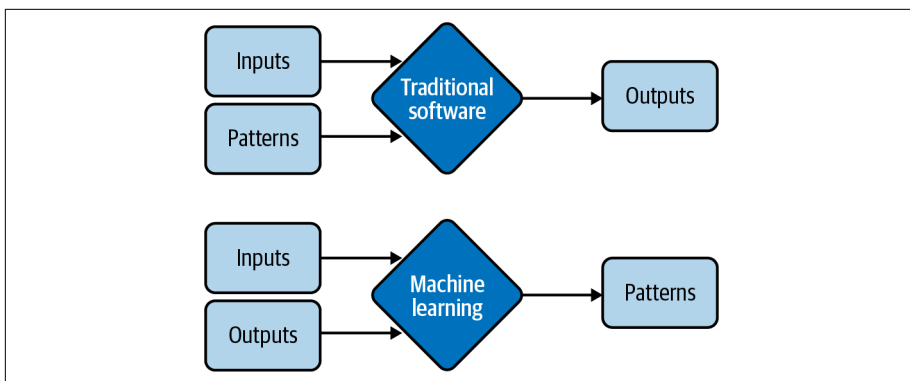 Inputs
Patterns
Traditional
software
Outputs
Inputs
Outputs
Machine
learning
Patterns